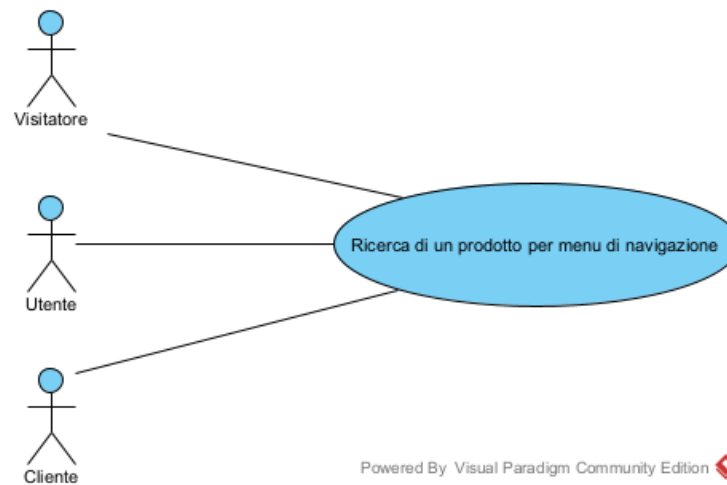 Visitatore
Ricerca di un prodotto per menu di navigazione
Utente
Cliente
Powered By Visual Paradigm Community Edition